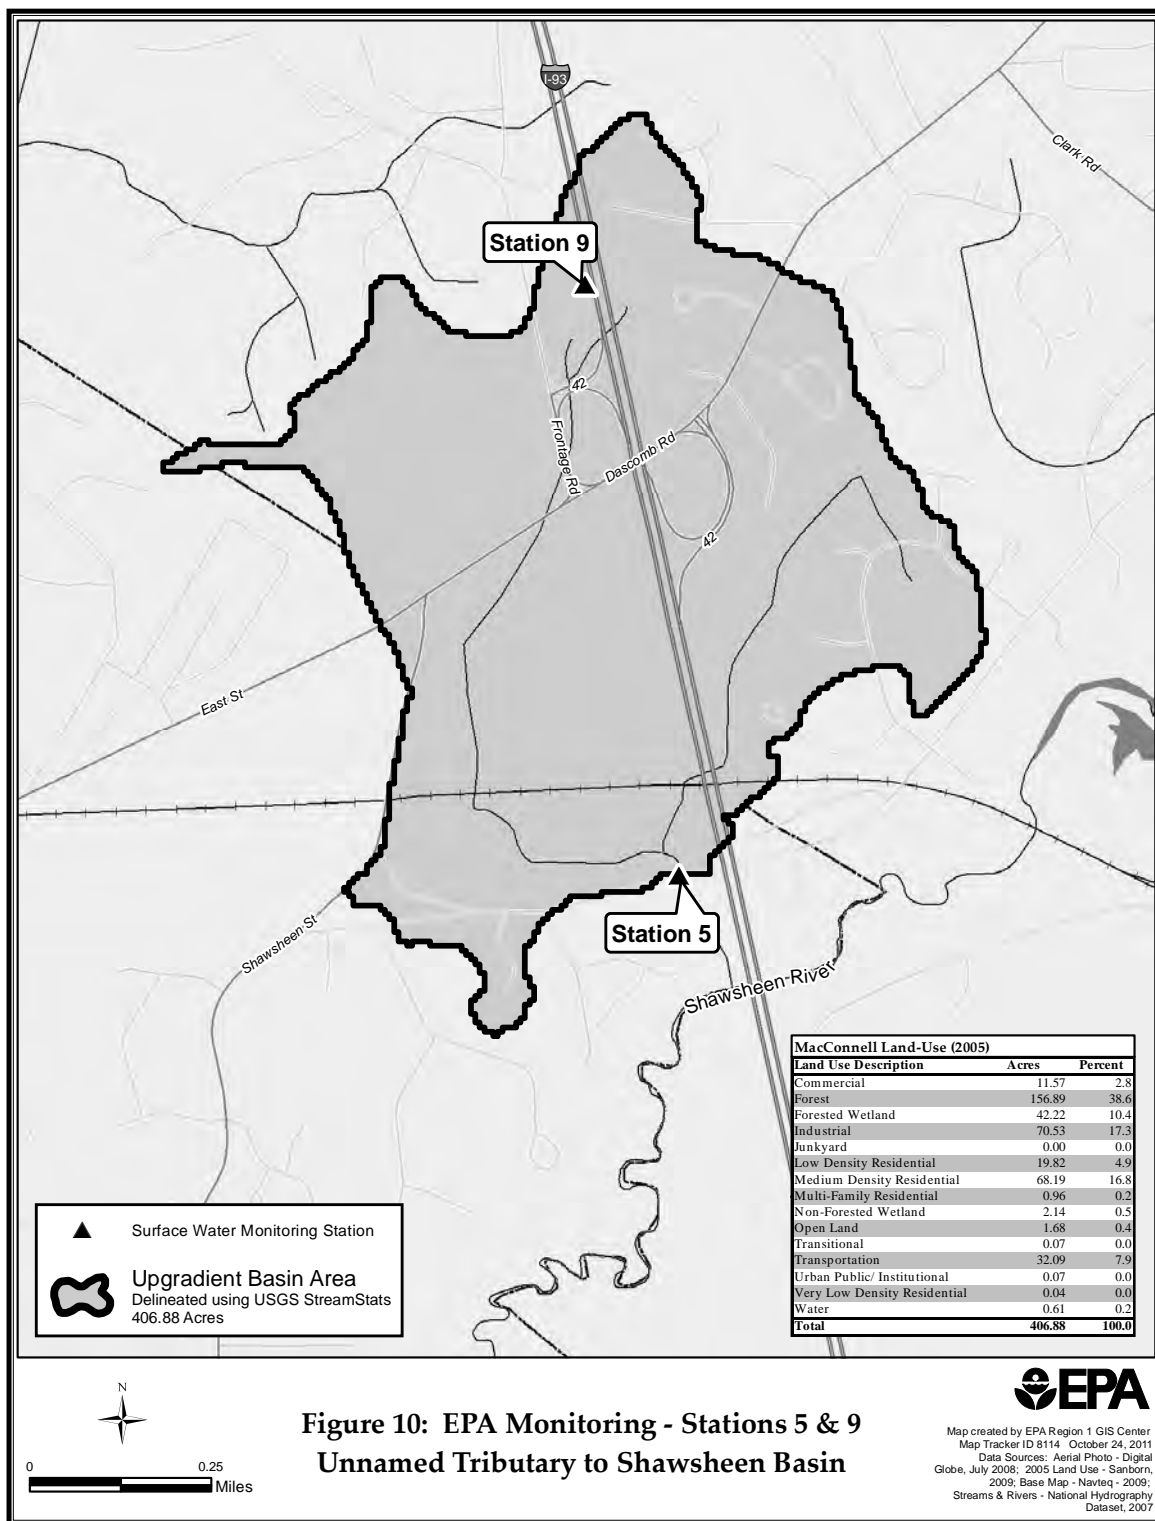 I-93
Clark Rd
Station 9
42
Frontage Rd
Dascomb Rd
42
East St
Station 5
Shawsheen St
Shawsheen River
MacConnell Land-Use (2005)
Land Use Description Acres Percent
Commercial 11.57 2.8
Forest 156.89 38.6
Forested Wetland 42.22 10.4
Industrial 70.53 17.3
Junkyard 0.00 0.0
Low Density Residential 19.82 4.9
Medium Density Residential 68.19 16.8
Multi-Family Residential 0.96 0.2
Non-Forested Wetland 2.14 0.5
Open Land 1.68 0.4
Transitional 0.07 0.0
Transportation 32.09 7.9
Urban Public/ Institutional 0.07 0.0
Very Low Density Residential 0.04 0.0
Water 0.61 0.2
Total 406.88 100.0
Surface Water Monitoring Station
Upgradient Basin Area
Delineated using USGS StreamStats
406.88 Acres
N
0 0.25
Miles
Figure 10: EPA Monitoring - Stations 5 & 9
Unnamed Tributary to Shawsheen Basin
EPA
Map created by EPA Region 1 GIS Center
Map Tracker ID 8114 October 24, 2011
Data Sources: Aerial Photo - Digital
Globe, July 2008; 2005 Land Use - Sanborn,
2009; Base Map - Navteq - 2009;
Streams & Rivers - National Hydrography
Dataset, 2007